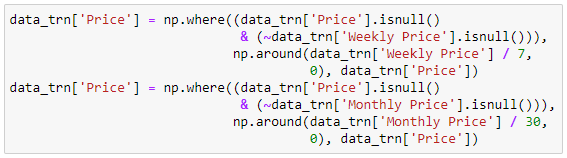 data_trn['Price'] = np.where((data_trn['Price'].isnull()
& (~data_trn['Weekly Price'].isnull())),
np.around(data_trn['Weekly Price'] / 7,
0), data_trn['Price'])
data_trn['Price'] = np.where((data_trn['Price'].isnull()
& (~data_trn['Monthly Price'].isnull())),
np.around(data_trn['Monthly Price'] / 30,
0), data_trn['Price'])